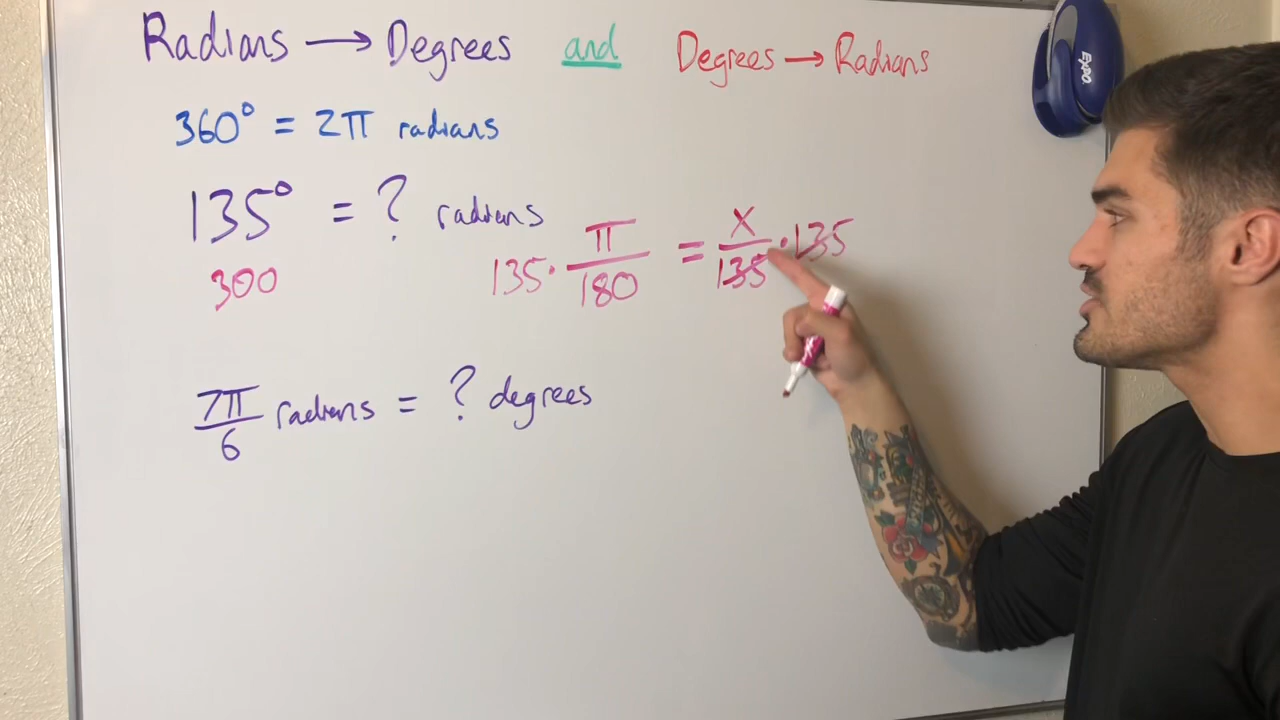 Radians → Degrees and Degrees → Radians
EXPO
360° = 2π radians
135° = ? radians
300
135 · π/180 = x/135 · 135
7π/6 radians = ? degrees